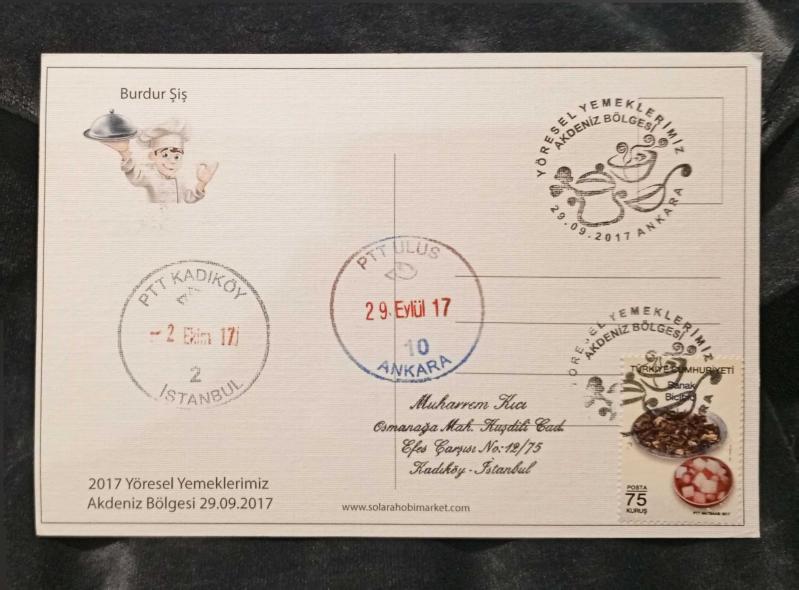 Burdur Şiş
YÖRESEL YEMEKLERİMİZ
AKDENİZ BÖLGESİ
29.09.2017 ANKARA
PTT KADIKÖY
-2 Ekim 17
2
İSTANBUL
PTT ULUS
29 Eylül 17
10
ANKARA
YÖRESEL YEMEKLERİMİZ
AKDENİZ BÖLGESİ
TÜRKİYE CUMHURİYETİ
POSTA
75
KURUŞ
Muharrem Kıcı
Osmanağa Mah. Kuşdili Cad.
Efes Çarşısı No:12/75
Kadıköy - İstanbul
2017 Yöresel Yemeklerimiz
Akdeniz Bölgesi 29.09.2017
www.solarahobimarket.com